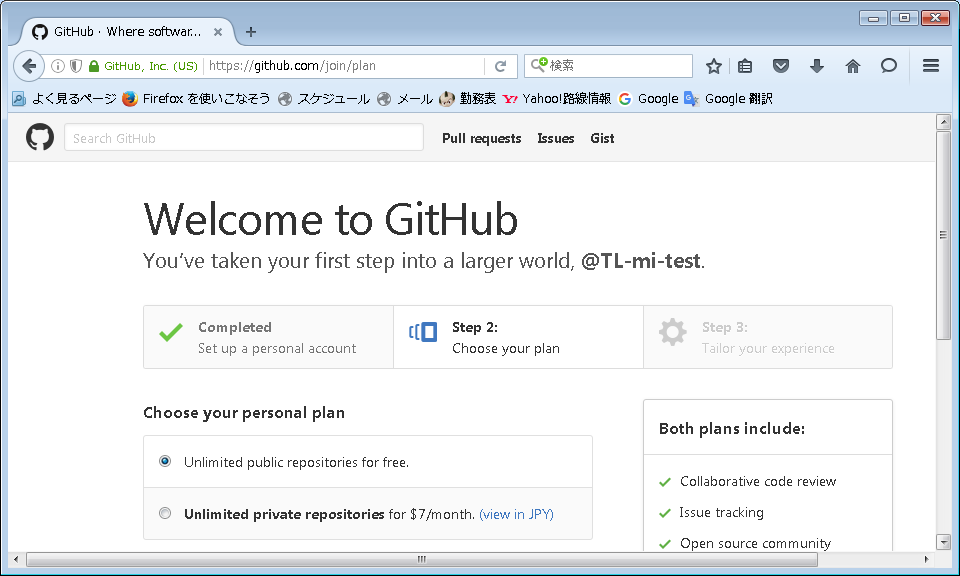 GitHub · Where softwar...
GitHub, Inc. (US) https://github.com/join/plan 検索
よく見るページ Firefox を使いこなそう スケジュール メール 勤務表 Yahoo!路線情報 Google Google 翻訳
Search GitHub Pull requests Issues Gist
Welcome to GitHub
You've taken your first step into a larger world, @TL-mi-test.
Completed
Set up a personal account
Step 2:
Choose your plan
Step 3:
Tailor your experience
Choose your personal plan
Unlimited public repositories for free.
Unlimited private repositories for $7/month. (view in JPY)
Both plans include:
Collaborative code review
Issue tracking
Open source community